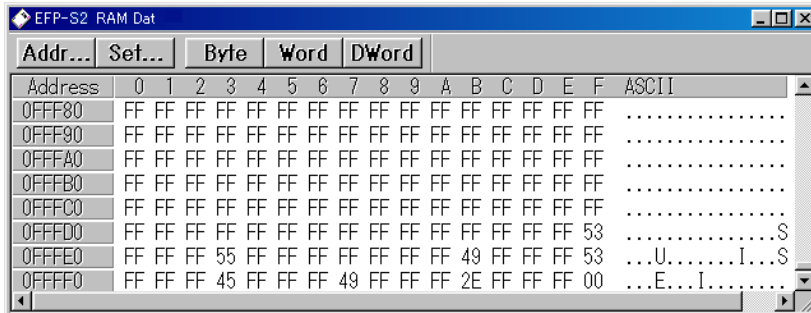 EFP-S2 RAM Dat
Addr... Set... Byte Word DWord
Address 0 1 2 3 4 5 6 7 8 9 A B C D E F ASCII
0FFF80 FF FF FF FF FF FF FF FF FF FF FF FF FF FF FF FF ................
0FFF90 FF FF FF FF FF FF FF FF FF FF FF FF FF FF FF FF ................
0FFFA0 FF FF FF FF FF FF FF FF FF FF FF FF FF FF FF FF ................
0FFFB0 FF FF FF FF FF FF FF FF FF FF FF FF FF FF FF FF ................
0FFFC0 FF FF FF FF FF FF FF FF FF FF FF FF FF FF FF FF ................
0FFFD0 FF FF FF FF FF FF FF FF FF FF FF FF FF FF FF 53 ...............S
0FFFE0 FF FF FF 55 FF FF FF FF FF FF FF 49 FF FF FF 53 ...U.......I...S
0FFFF0 FF FF FF 45 FF FF FF 49 FF FF FF 2E FF FF FF 00 ...E...I........